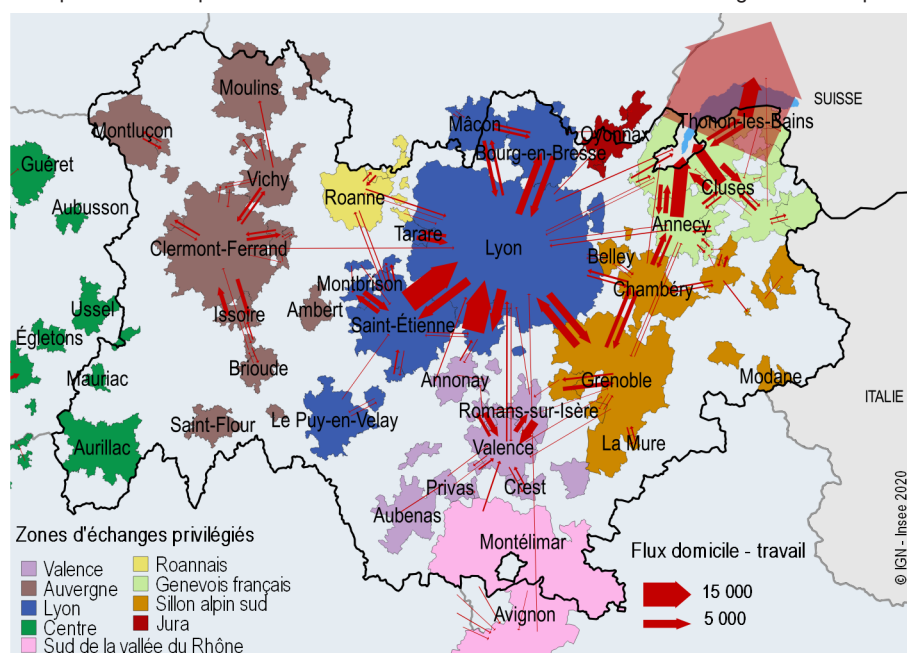 Moulins
SUISSE
Montluçon
Mâcon
Oyonnax
Thonon-les-Bains
Bourg-en-Bresse
Guéret
Vichy
Cluses
Roanne
Aubusson
Annecy
Tarare
Clermont-Ferrand
Lyon
Belley
Montbrison
Chambéry
Ussel
Issoire
Ambert
Saint-Étienne
Égletons
Brioude
Annonay
Grenoble
Modane
Mauriac
ITALIE
Saint-Flour
Le Puy-en-Velay
Romans-sur-Isère
Aurillac
Valence
La Mure
Privas
Crest
Aubenas
Montélimar
Avignon
Zones d'échanges privilégiés
Valence
Auvergne
Lyon
Centre
Sud de la vallée du Rhône
Roannais
Genevois français
Sillon alpin sud
Jura
Flux domicile - travail
15 000
5 000
© IGN - Insee 2020